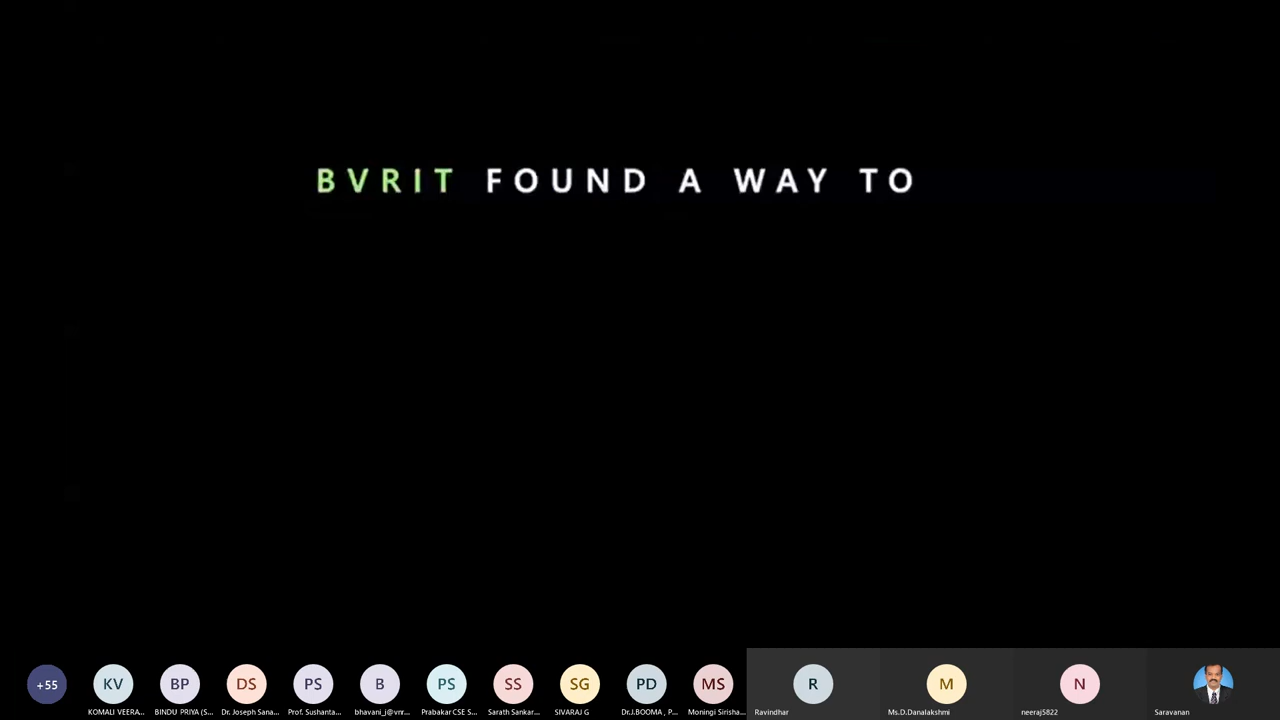 BVRIT FOUND A WAY TO
+55
KV
BP
DS
PS
B
PS
SS
SG
PD
MS
R
M
N
KOMALI VEERA...
BINDU PRIYA (S...
Dr. Joseph Sana...
Prof. Sushanta...
bhavani_j@vnr...
Prabakar CSE S...
Sarath Sankar...
SIVARAJ G
Dr.J.BOOMA , P...
Moningi Sirisha...
Ravindhar
Ms.D.Danalakshmi
neeraj5822
Saravanan